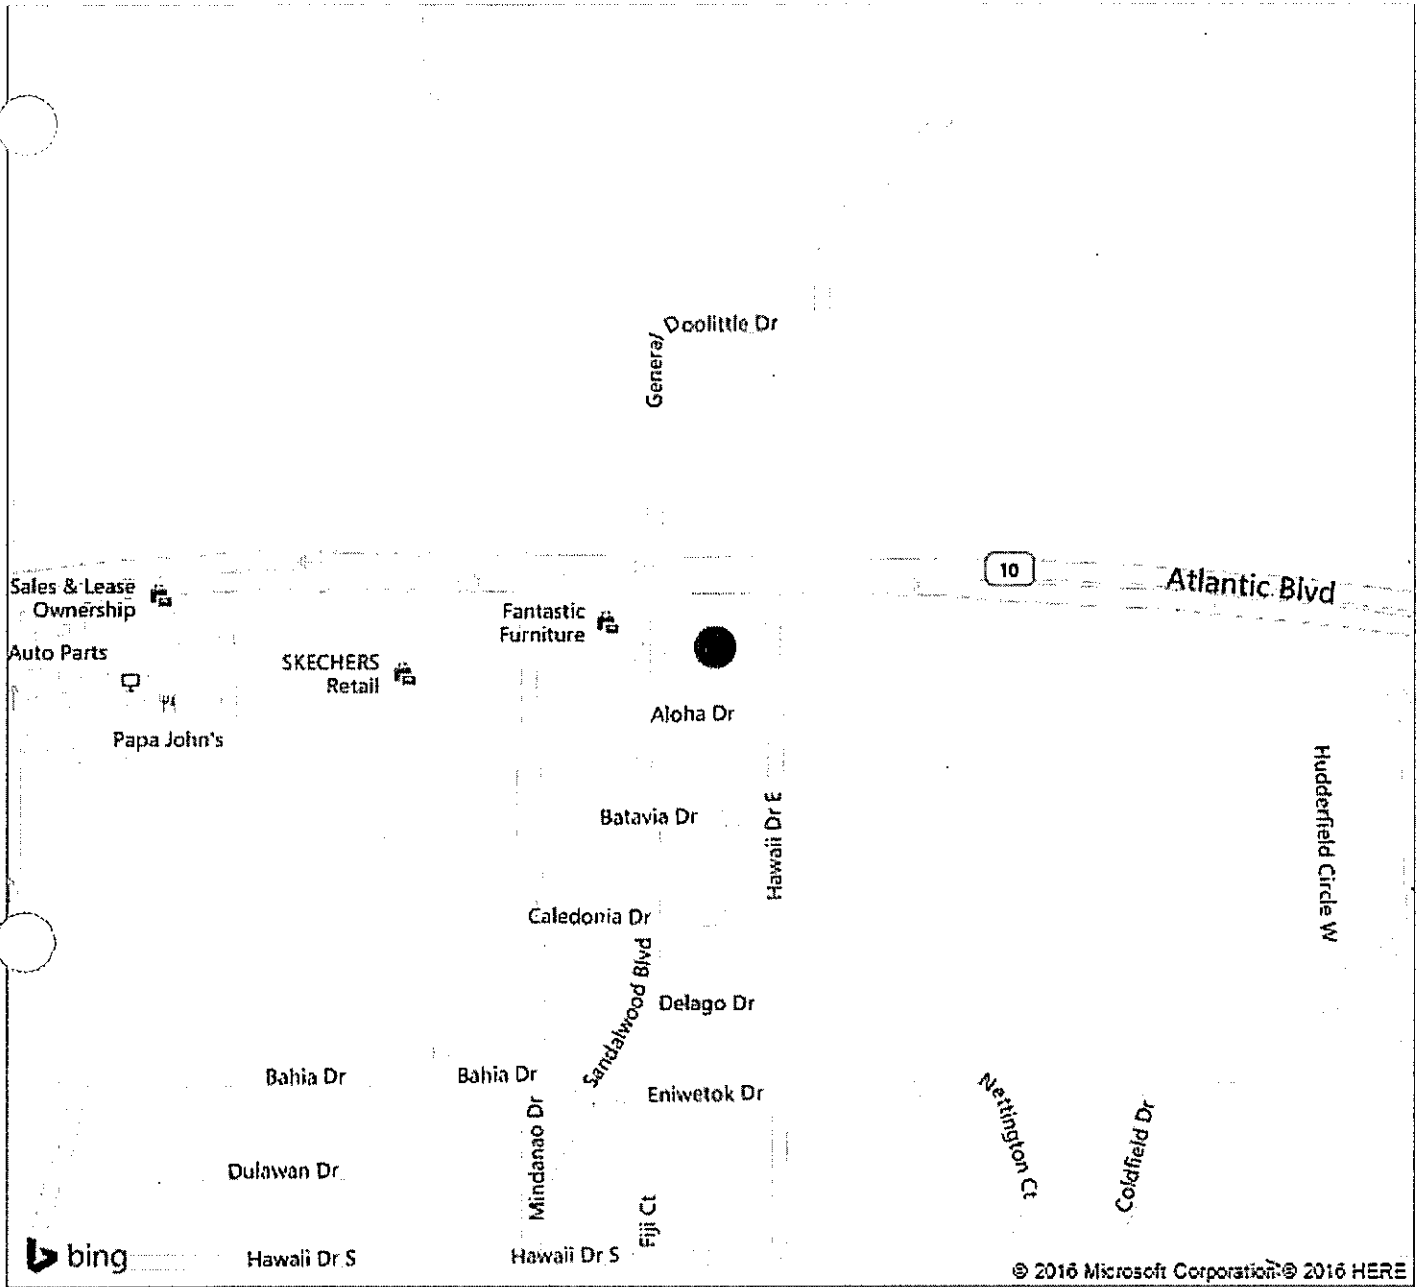 General Doolittle Dr
10
Atlantic Blvd
Sales & Lease
Ownership
Fantastic
Furniture
Auto Parts
SKECHERS
Retail
Papa John's
Aloha Dr
Batavia Dr
Hawaii Dr E
Hudderfield Circle W
Caledonia Dr
Sandalwood Blvd
Delago Dr
Bahia Dr
Bahia Dr
Eniwetok Dr
Nettington Ct
Coldfield Dr
Mindanao Dr
Dulawan Dr
Fiji Ct
bing
Hawaii Dr S
Hawaii Dr S
© 2016 Microsoft Corporation © 2016 HERE